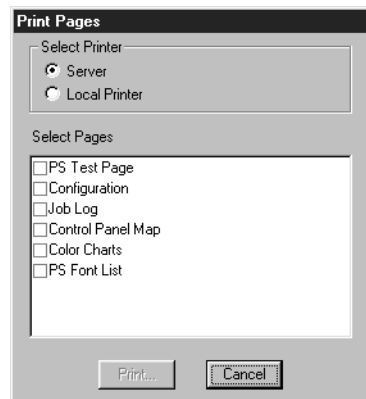 Print Pages
Select Printer
Server
Local Printer
Select Pages
PS Test Page
Configuration
Job Log
Control Panel Map
Color Charts
PS Font List
Print... Cancel